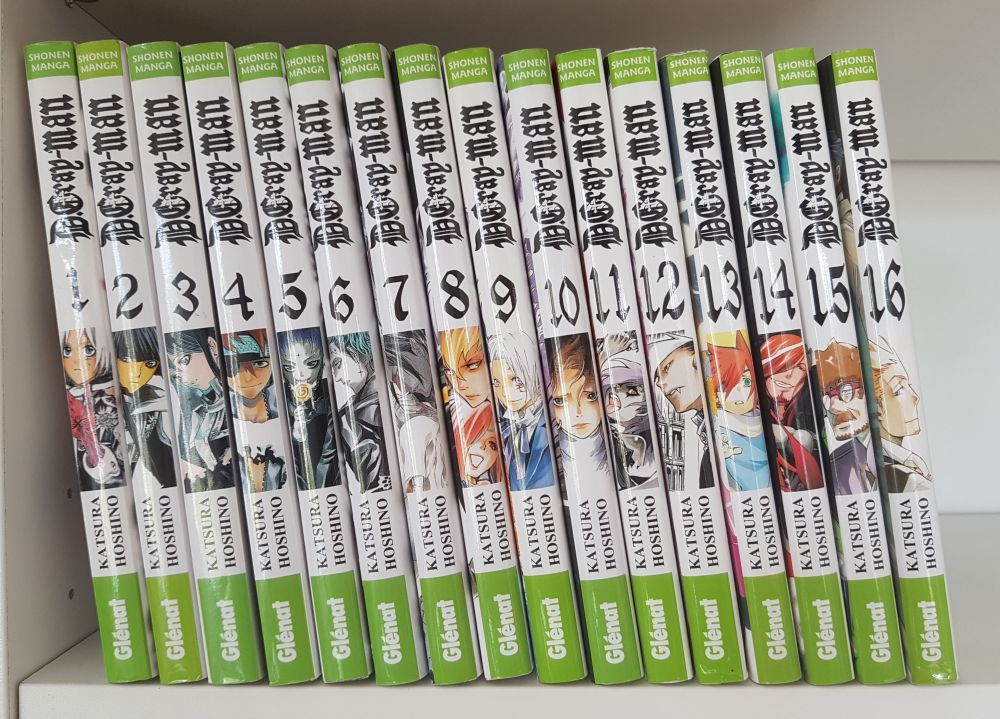 SHONEN
MANGA
D.Gray-man
1
KATSURA
HOSHINO
Glénat
SHONEN
MANGA
D.Gray-man
2
KATSURA
HOSHINO
Glénat
SHONEN
MANGA
D.Gray-man
3
KATSURA
HOSHINO
Glénat
SHONEN
MANGA
D.Gray-man
4
KATSURA
HOSHINO
Glénat
SHONEN
MANGA
D.Gray-man
5
KATSURA
HOSHINO
Glénat
SHONEN
MANGA
D.Gray-man
6
KATSURA
HOSHINO
Glénat
SHONEN
MANGA
D.Gray-man
7
KATSURA
HOSHINO
Glénat
SHONEN
MANGA
D.Gray-man
8
KATSURA
HOSHINO
Glénat
SHONEN
MANGA
D.Gray-man
9
KATSURA
HOSHINO
Glénat
SHONEN
MANGA
D.Gray-man
10
KATSURA
HOSHINO
Glénat
SHONEN
MANGA
D.Gray-man
11
KATSURA
HOSHINO
Glénat
SHONEN
MANGA
D.Gray-man
12
KATSURA
HOSHINO
Glénat
SHONEN
MANGA
D.Gray-man
13
KATSURA
HOSHINO
Glénat
SHONEN
MANGA
D.Gray-man
14
KATSURA
HOSHINO
Glénat
SHONEN
MANGA
D.Gray-man
15
KATSURA
HOSHINO
Glénat
SHONEN
MANGA
D.Gray-man
16
KATSURA
HOSHINO
Glénat